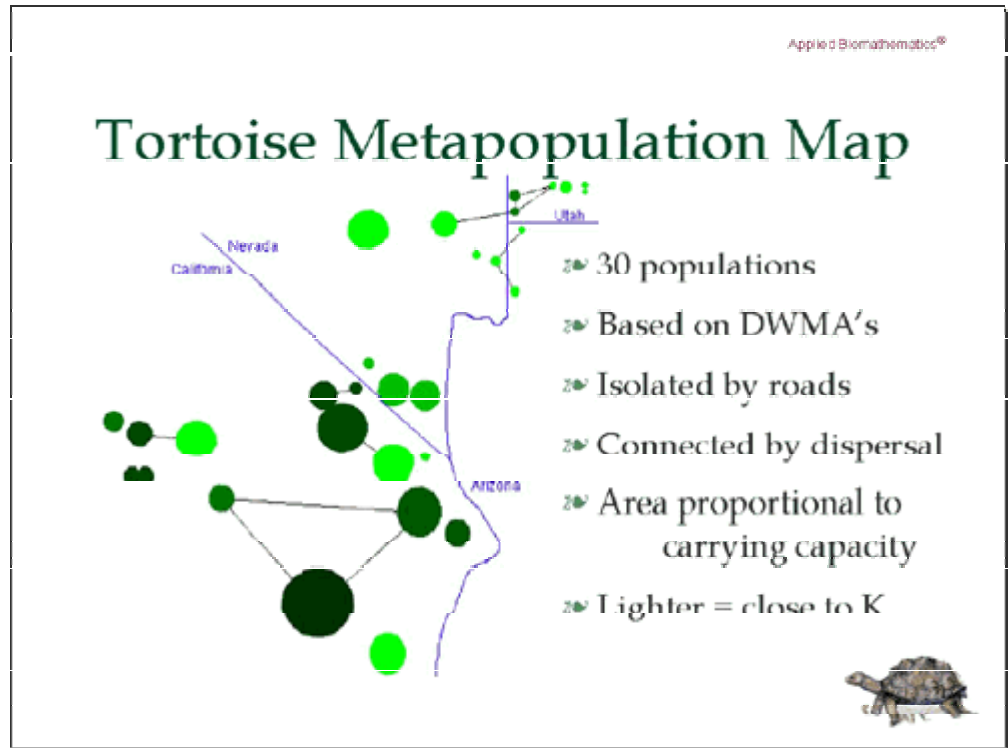 Applied Biomathematics®
Tortoise Metapopulation Map
Utah
Nevada
California
Arizona
30 populations
Based on DWMA's
Isolated by roads
Connected by dispersal
Area proportional to
carrying capacity
Lighter = close to K